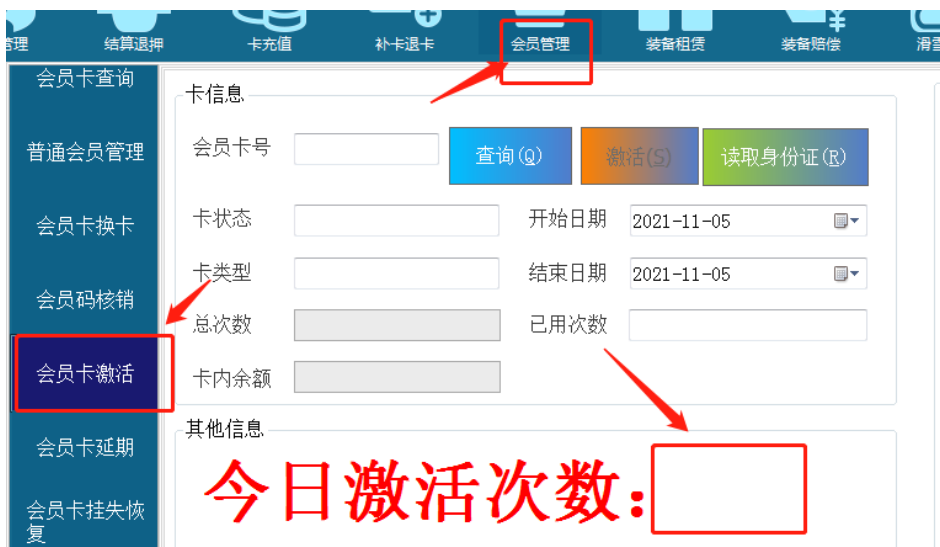 管理 结算退押 卡充值 补卡退卡 会员管理 装备租赁 装备赔偿 滑雪
会员卡查询
普通会员管理
会员卡换卡
会员码核销
会员卡激活
会员卡延期
会员卡挂失恢
复
卡信息
会员卡号 查询(Q) 激活(S) 读取身份证(R)
卡状态 开始日期 2021-11-05
卡类型 结束日期 2021-11-05
总次数 已用次数
卡内余额
其他信息
今日激活次数: